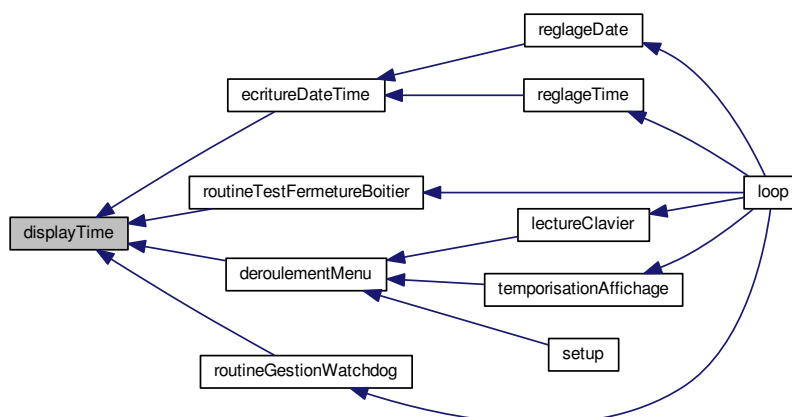 reglageDate
ecritureDateTime
reglageTime
routineTestFermetureBoitier
loop
lectureClavier
displayTime
deroulementMenu
temporisationAffichage
setup
routineGestionWatchdog